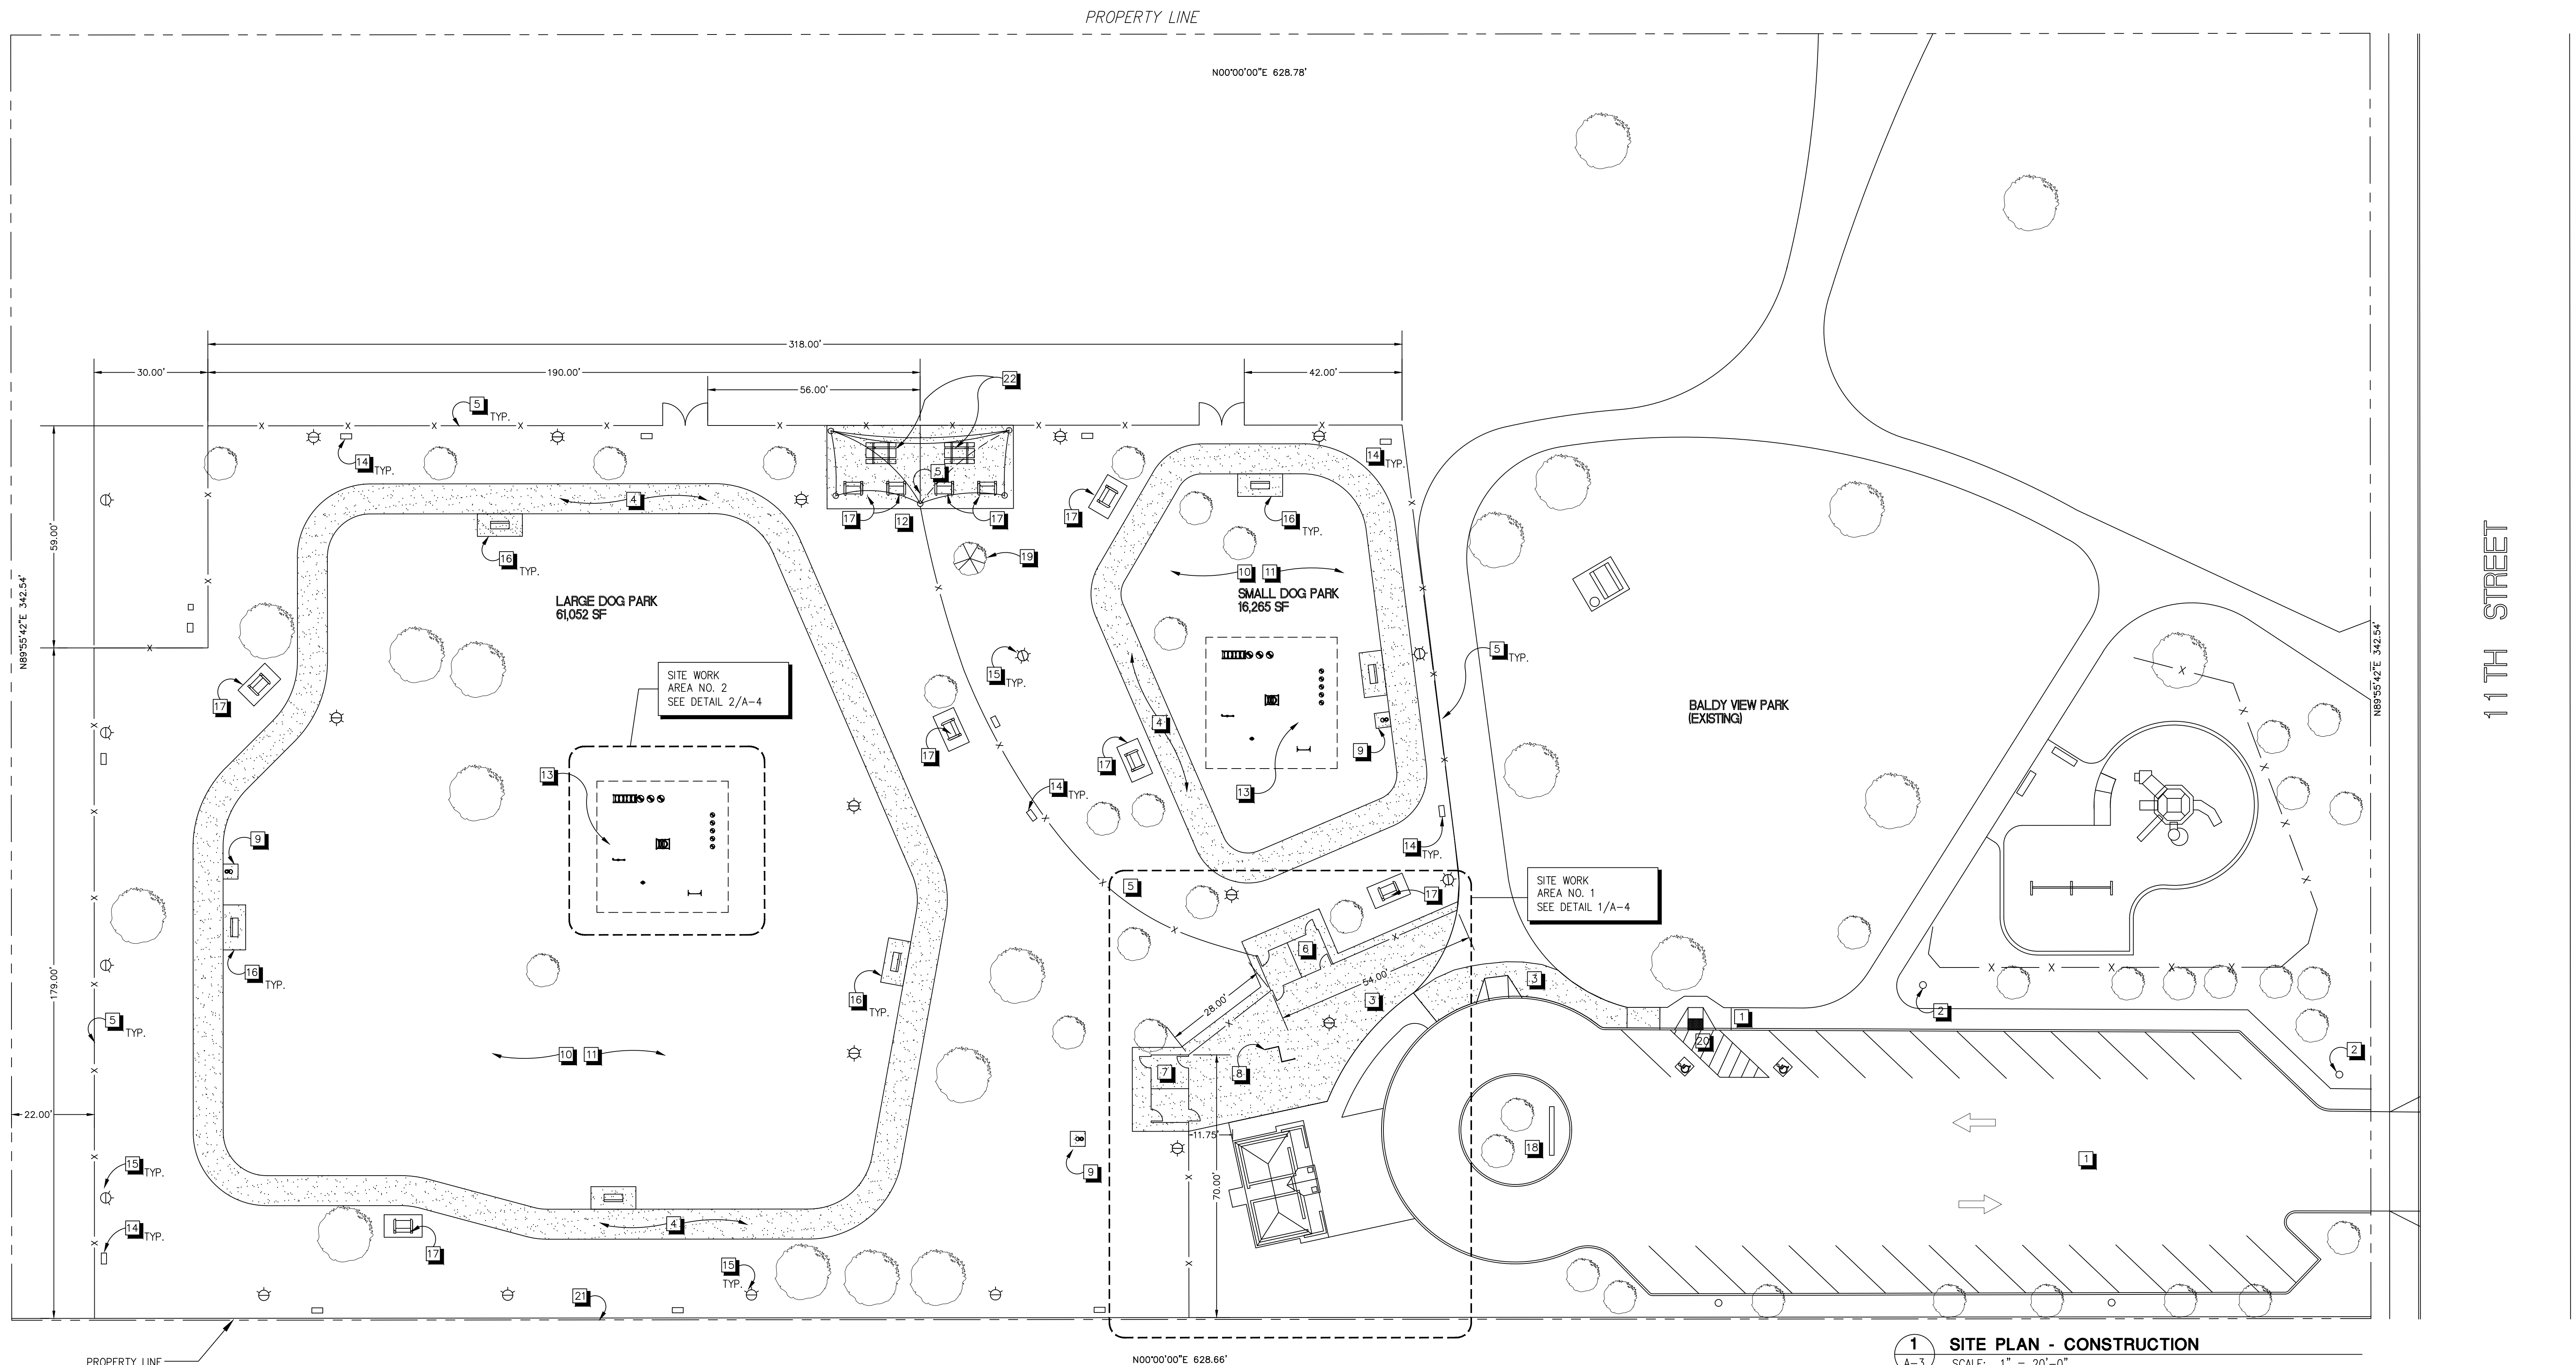 PROPERTY LINE
N00°00'00"E 628.78'
318.00'
30.00'
190.00'
42.00'
56.00'
22
5
TYP.
14
TYP.
14
TYP.
5
4
17
12
17
17
16
TYP.
59.00'
N89°55'42"E 342.54'
16
TYP.
19
10
11
SMALL DOG PARK
16,265 SF
LARGE DOG PARK
61,052 SF
11 TH STREET
N89°55'42"E 342.54'
5
TYP.
15
TYP.
SITE WORK
AREA NO. 2
SEE DETAIL 2/A-4
17
BALDY VIEW PARK
(EXISTING)
4
17
17
9
13
14
TYP.
13
9
14
TYP.
5
17
SITE WORK
AREA NO. 1
SEE DETAIL 1/A-4
6
16
TYP.
179.00'
54.00'
3
3
16
TYP.
28.00'
2
5
TYP.
1
20
2
10
11
7
8
22.00'
11.75'
18
1
15
TYP.
9
70.00'
4
14
TYP.
17
15
TYP.
21
1
A-3
SITE PLAN - CONSTRUCTION
SCALE: 1" = 20'-0"
PROPERTY LINE
N00°00'00"E 628.66'